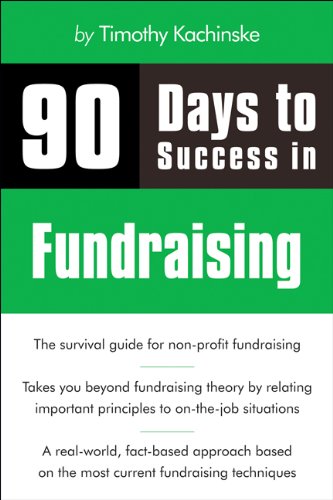 by Timothy Kachinske
90 Days to
Success in
Fundraising
The survival guide for non-profit fundraising
Takes you beyond fundraising theory by relating
important principles to on-the-job situations
A real-world, fact-based approach based
on the most current fundraising techniques